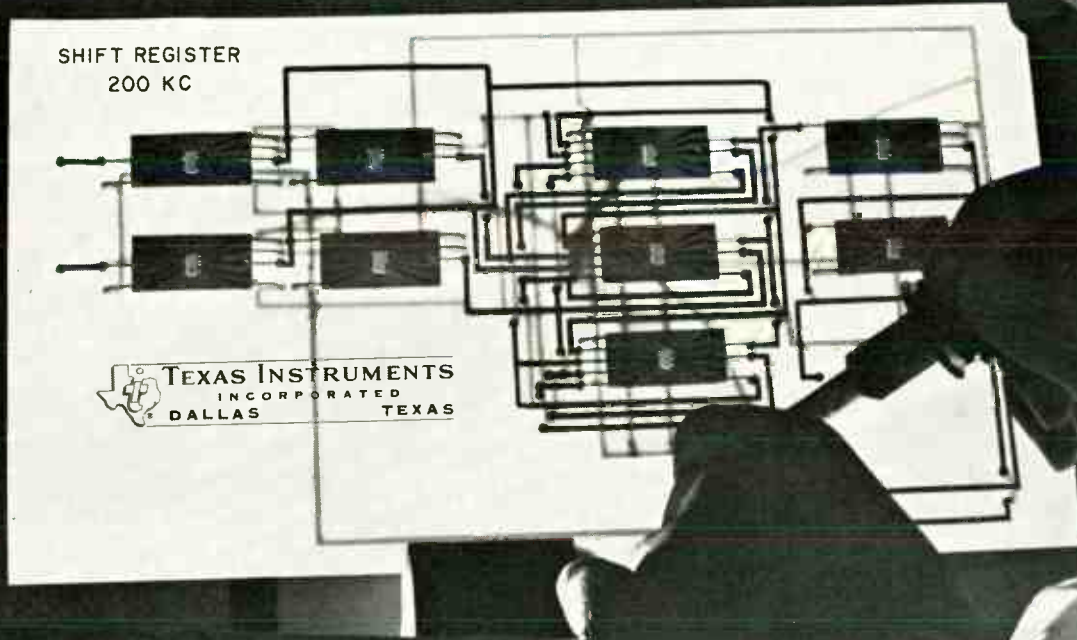 SHIFT REGISTER
200 KC
TEXAS INSTRUMENTS
INCORPORATED
DALLAS TEXAS